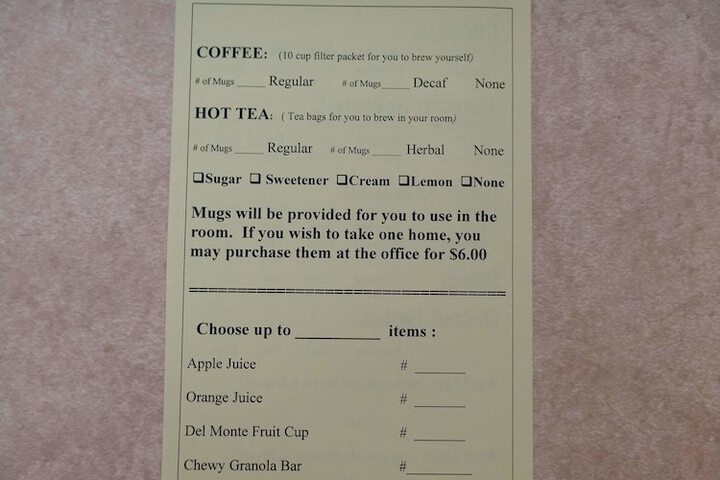 COFFEE: (10 cup filter packet for you to brew yourself)
# of Mugs _____ Regular # of Mugs_____ Decaf None
HOT TEA: ( Tea bags for you to brew in your room)
# of Mugs _____ Regular # of Mugs _____ Herbal None
❑Sugar ❑ Sweetener ❑Cream ❑Lemon ❑None
Mugs will be provided for you to use in the
room. If you wish to take one home, you
may purchase them at the office for $6.00
===================================
Choose up to __________ items :
Apple Juice # _______
Orange Juice # _______
Del Monte Fruit Cup # _______
Chewy Granola Bar #_________